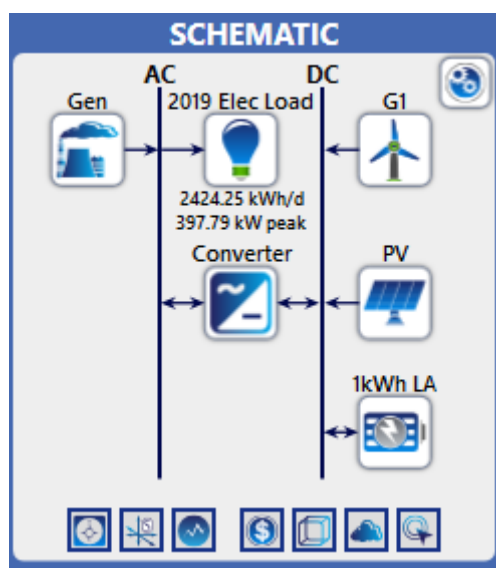 SCHEMATIC
AC DC
Gen 2019 Elec Load G1
2424.25 kWh/d
397.79 kW peak
Converter PV
1kWh LA